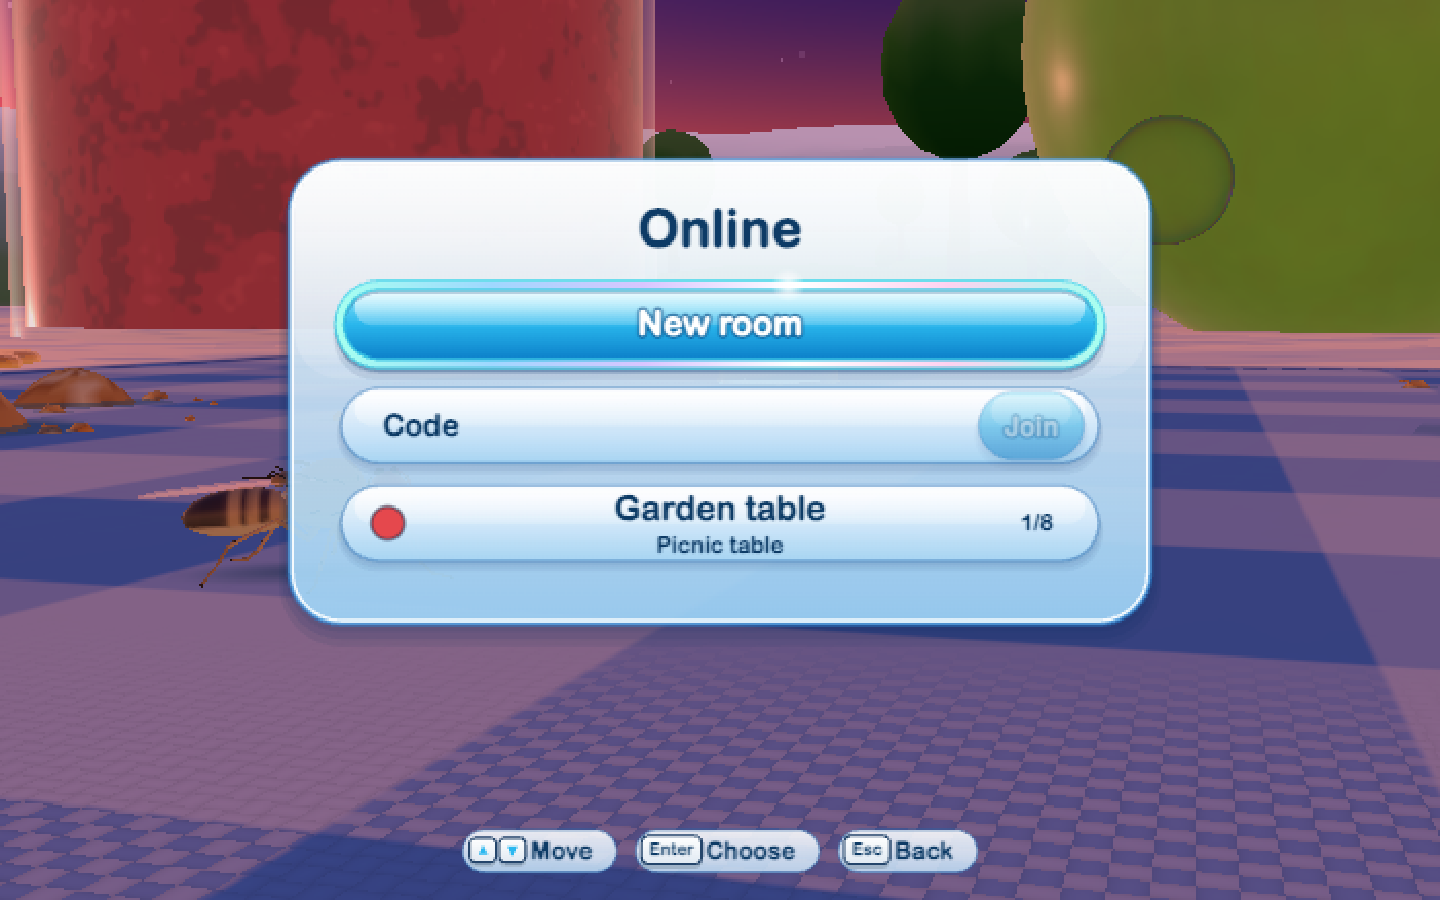 Online
New room
Code
Join
Garden table
Picnic table
1/8
▲ ▼ Move
Enter Choose
Esc Back